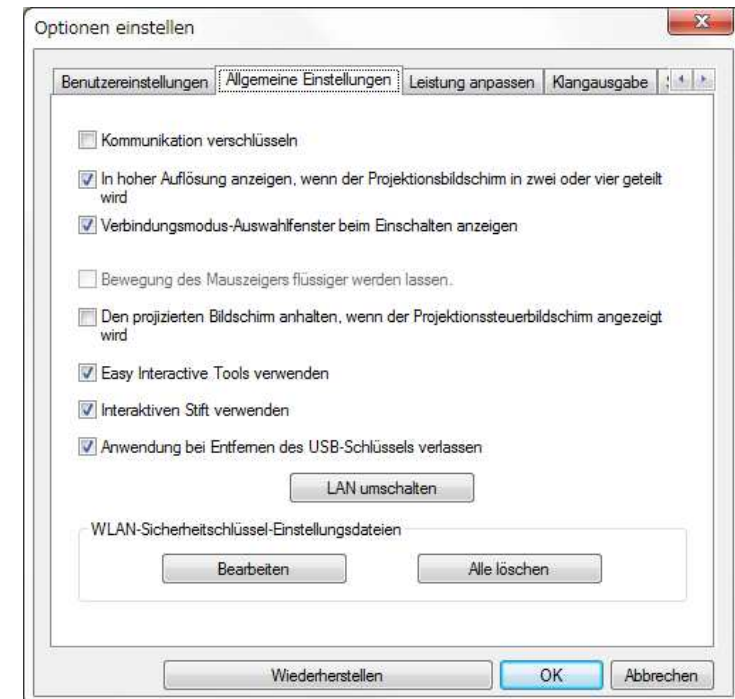 Optionen einstellen
Benutzereinstellungen Allgemeine Einstellungen Leistung anpassen Klangausgabe
Kommunikation verschlüsseln
In hoher Auflösung anzeigen, wenn der Projektionsbildschirm in zwei oder vier geteilt
wird
Verbindungsmodus-Auswahlfenster beim Einschalten anzeigen
Bewegung des Mauszeigers flüssiger werden lassen.
Den projizierten Bildschirm anhalten, wenn der Projektionssteuerbildschirm angezeigt
wird
Easy Interactive Tools verwenden
Interaktiven Stift verwenden
Anwendung bei Entfernen des USB-Schlüssels verlassen
LAN umschalten
WLAN-Sicherheitschlüssel-Einstellungsdateien
Bearbeiten Alle löschen
Wiederherstellen OK Abbrechen